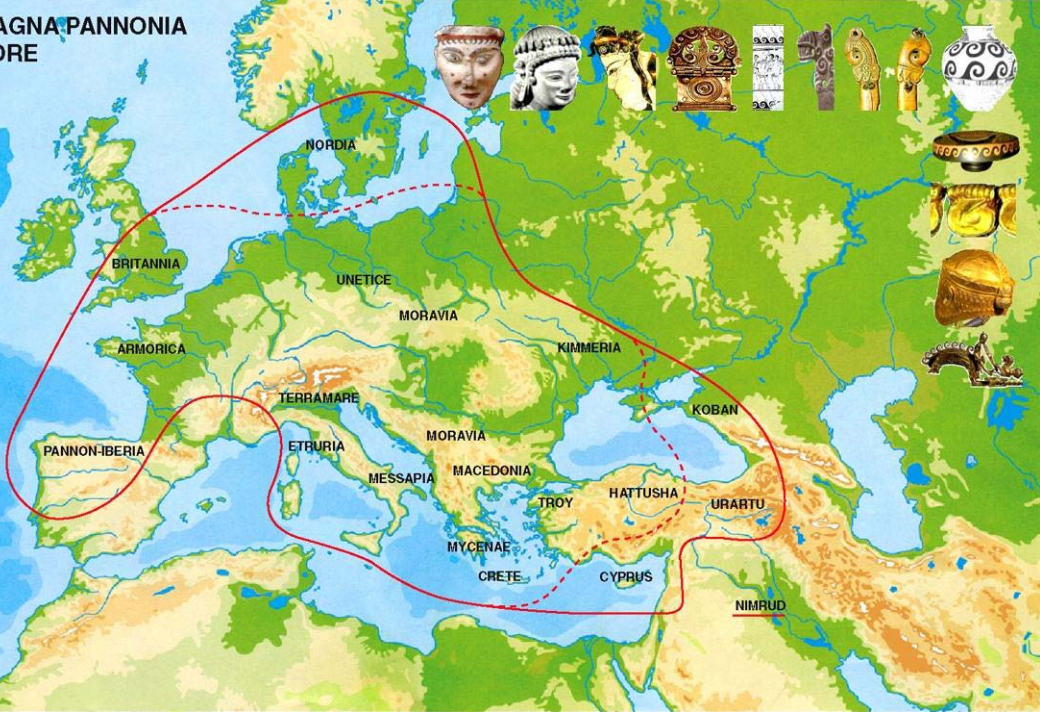 AGNA PANNONIA
ORE
NORDIA
BRITANNIA
UNETICE
MORAVIA
ARMORICA
KIMMERIA
TERRAMARE
KOBAN
PANNON-IBERIA
ETRURIA
MORAVIA
MESSAPIA
MACEDONIA
TROY
HATTUSHA
URARTU
MYCENAE
CRETE
CYPRUS
NIMRUD